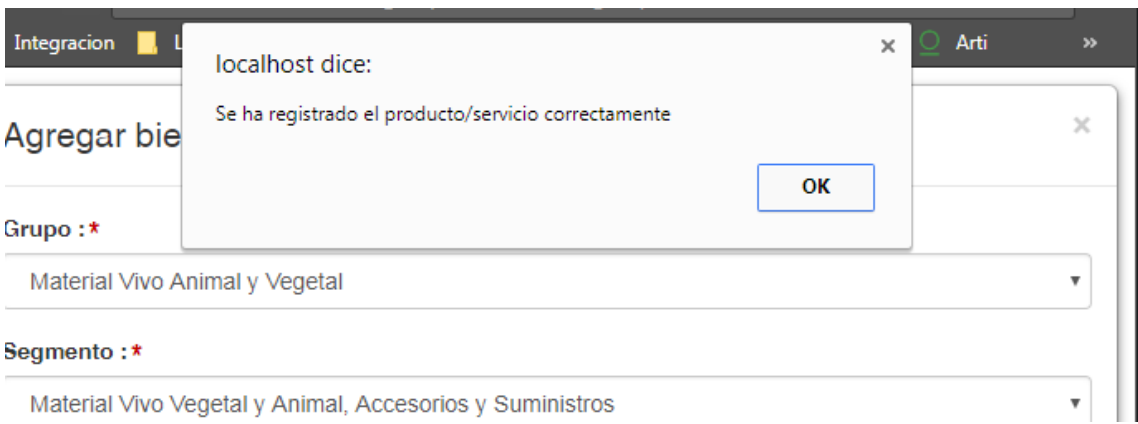 Integracion
L
Arti
»
localhost dice:
Se ha registrado el producto/servicio correctamente
OK
Agregar bie
Grupo :*
Material Vivo Animal y Vegetal
Segmento :*
Material Vivo Vegetal y Animal, Accesorios y Suministros